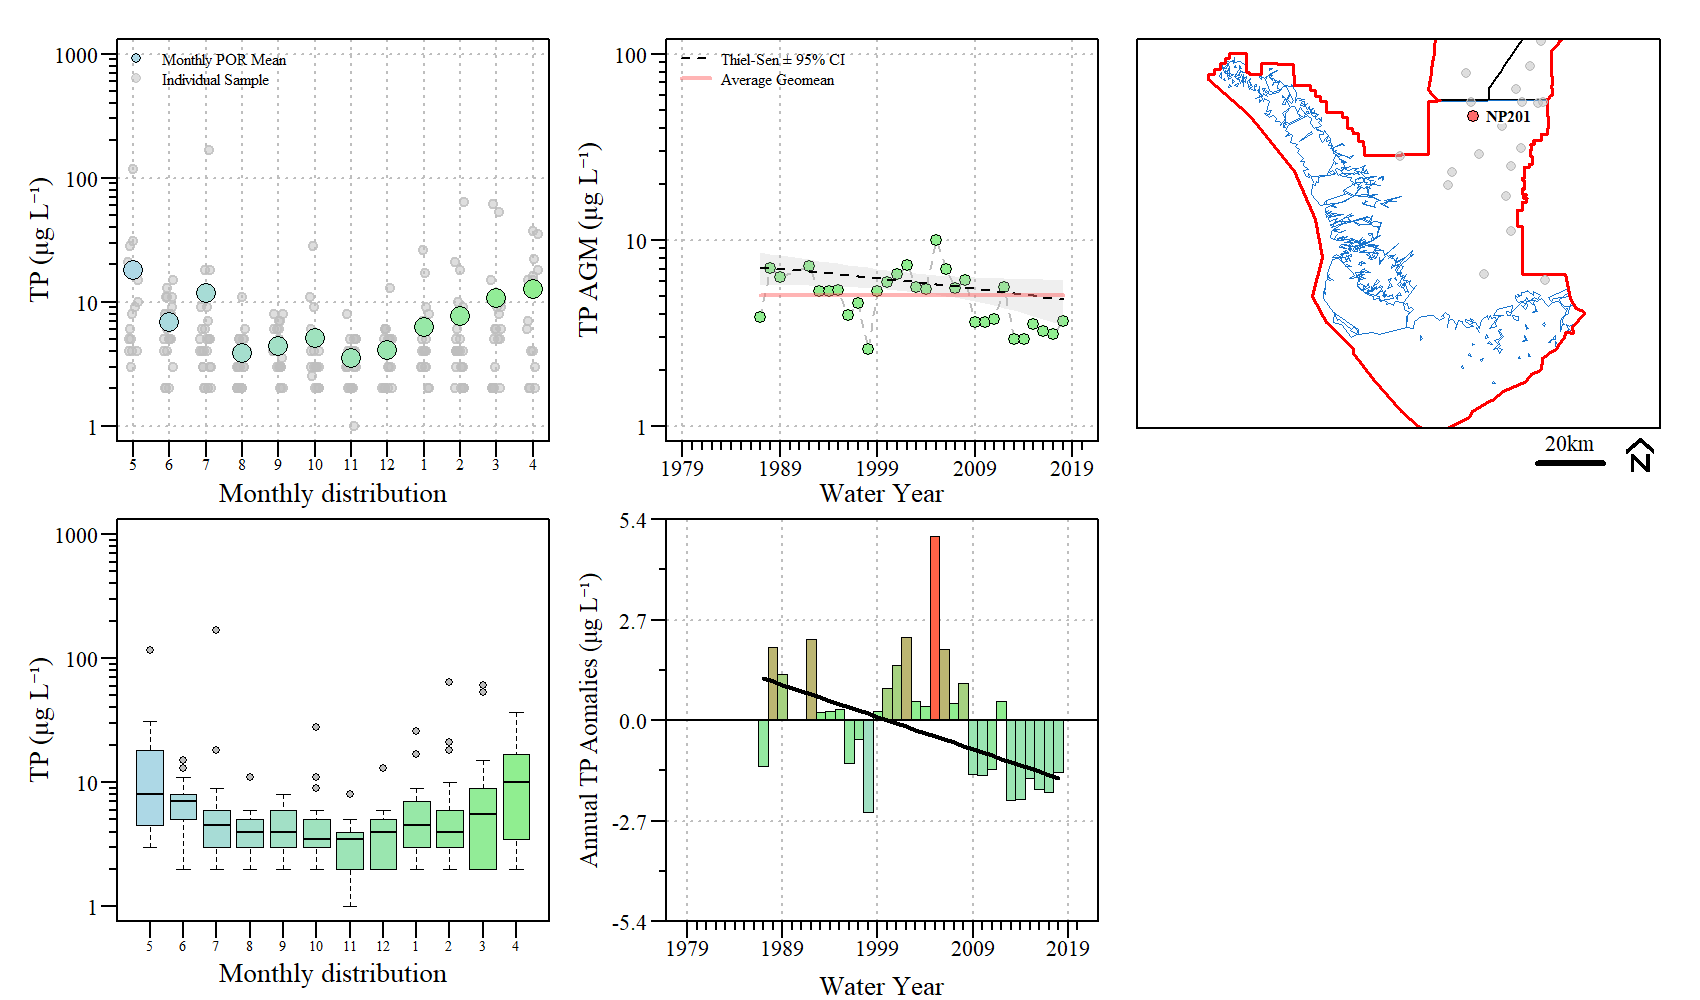 1000
100
10
1
TP (µg L⁻¹)
Monthly POR Mean
Individual Sample
5 6 7 8 9 10 11 12 1 2 3 4
Monthly distribution
100
10
1
TP AGM (µg L⁻¹)
Thiel-Sen ± 95% CI
Average Geomean
1979 1989 1999 2009 2019
Water Year
NP201
20km
N
1000
100
10
1
TP (µg L⁻¹)
5 6 7 8 9 10 11 12 1 2 3 4
Monthly distribution
5.4
2.7
0.0
-2.7
-5.4
Annual TP Aomalies (µg L⁻¹)
1979 1989 1999 2009 2019
Water Year